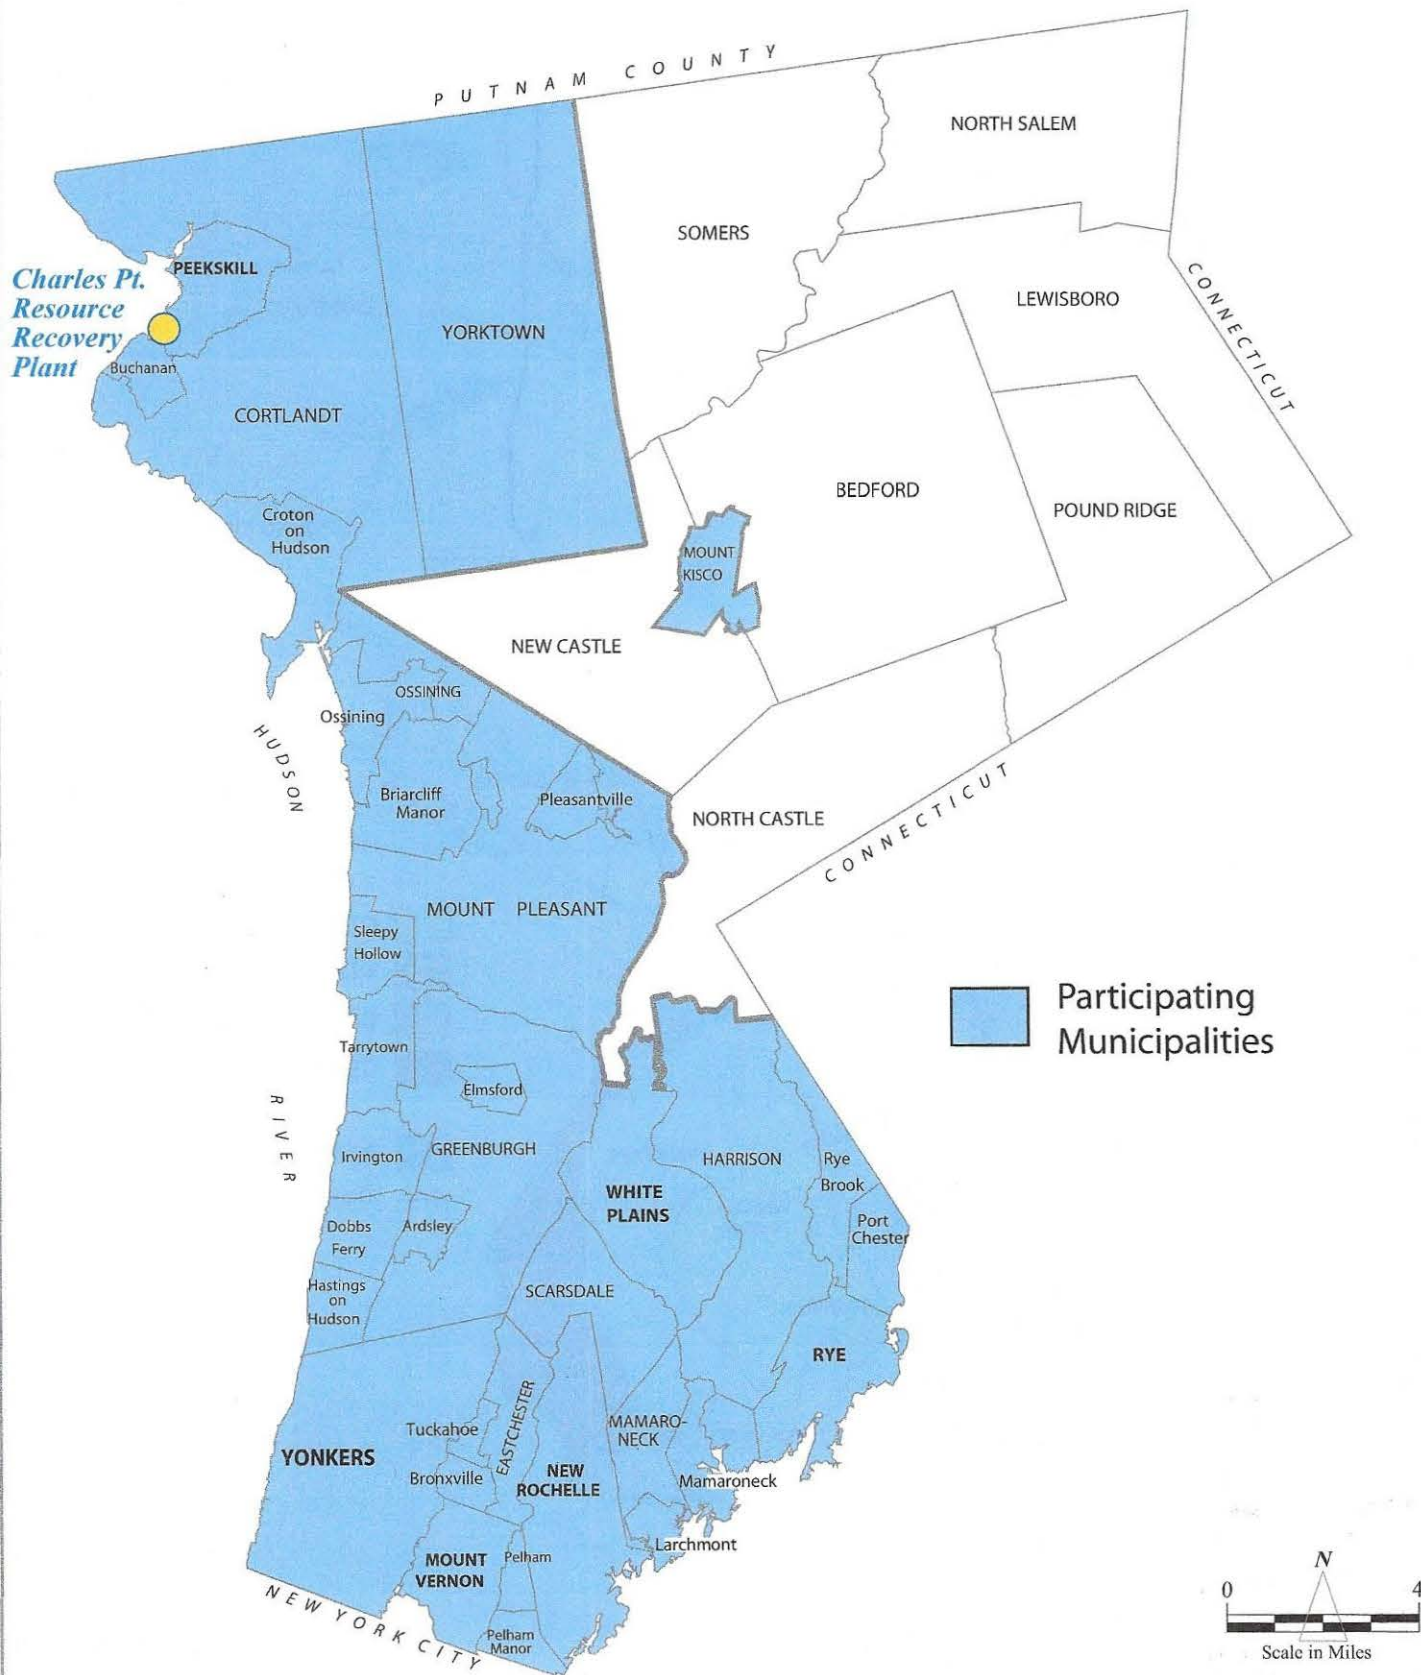 PUTNAM COUNTY
NORTH SALEM
SOMERS
PEEKSKILL
Charles Pt.
Resource
Recovery
Plant
LEWISBORO
CONNECTICUT
YORKTOWN
Buchanan
CORTLANDT
BEDFORD
POUND RIDGE
Croton
on
Hudson
MOUNT
KISCO
NEW CASTLE
OSSINING
Ossining
HUDSON
Briarcliff
Manor
Pleasantville
NORTH CASTLE
CONNECTICUT
MOUNT PLEASANT
Sleepy
Hollow
Participating
Municipalities
Tarrytown
Elmsford
RIVER
Irvington
GREENBURGH
HARRISON
Rye
Brook
WHITE
PLAINS
Dobbs
Ferry
Ardsley
Port
Chester
Hastings
on
Hudson
SCARSDALE
RYE
EASTCHESTER
Tuckahoe
MAMARO-
NECK
YONKERS
Bronxville
NEW
ROCHELLE
Mamaroneck
Larchmont
MOUNT
VERNON
Pelham
NEW YORK CITY
Pelham
Manor
N
0 4
Scale in Miles